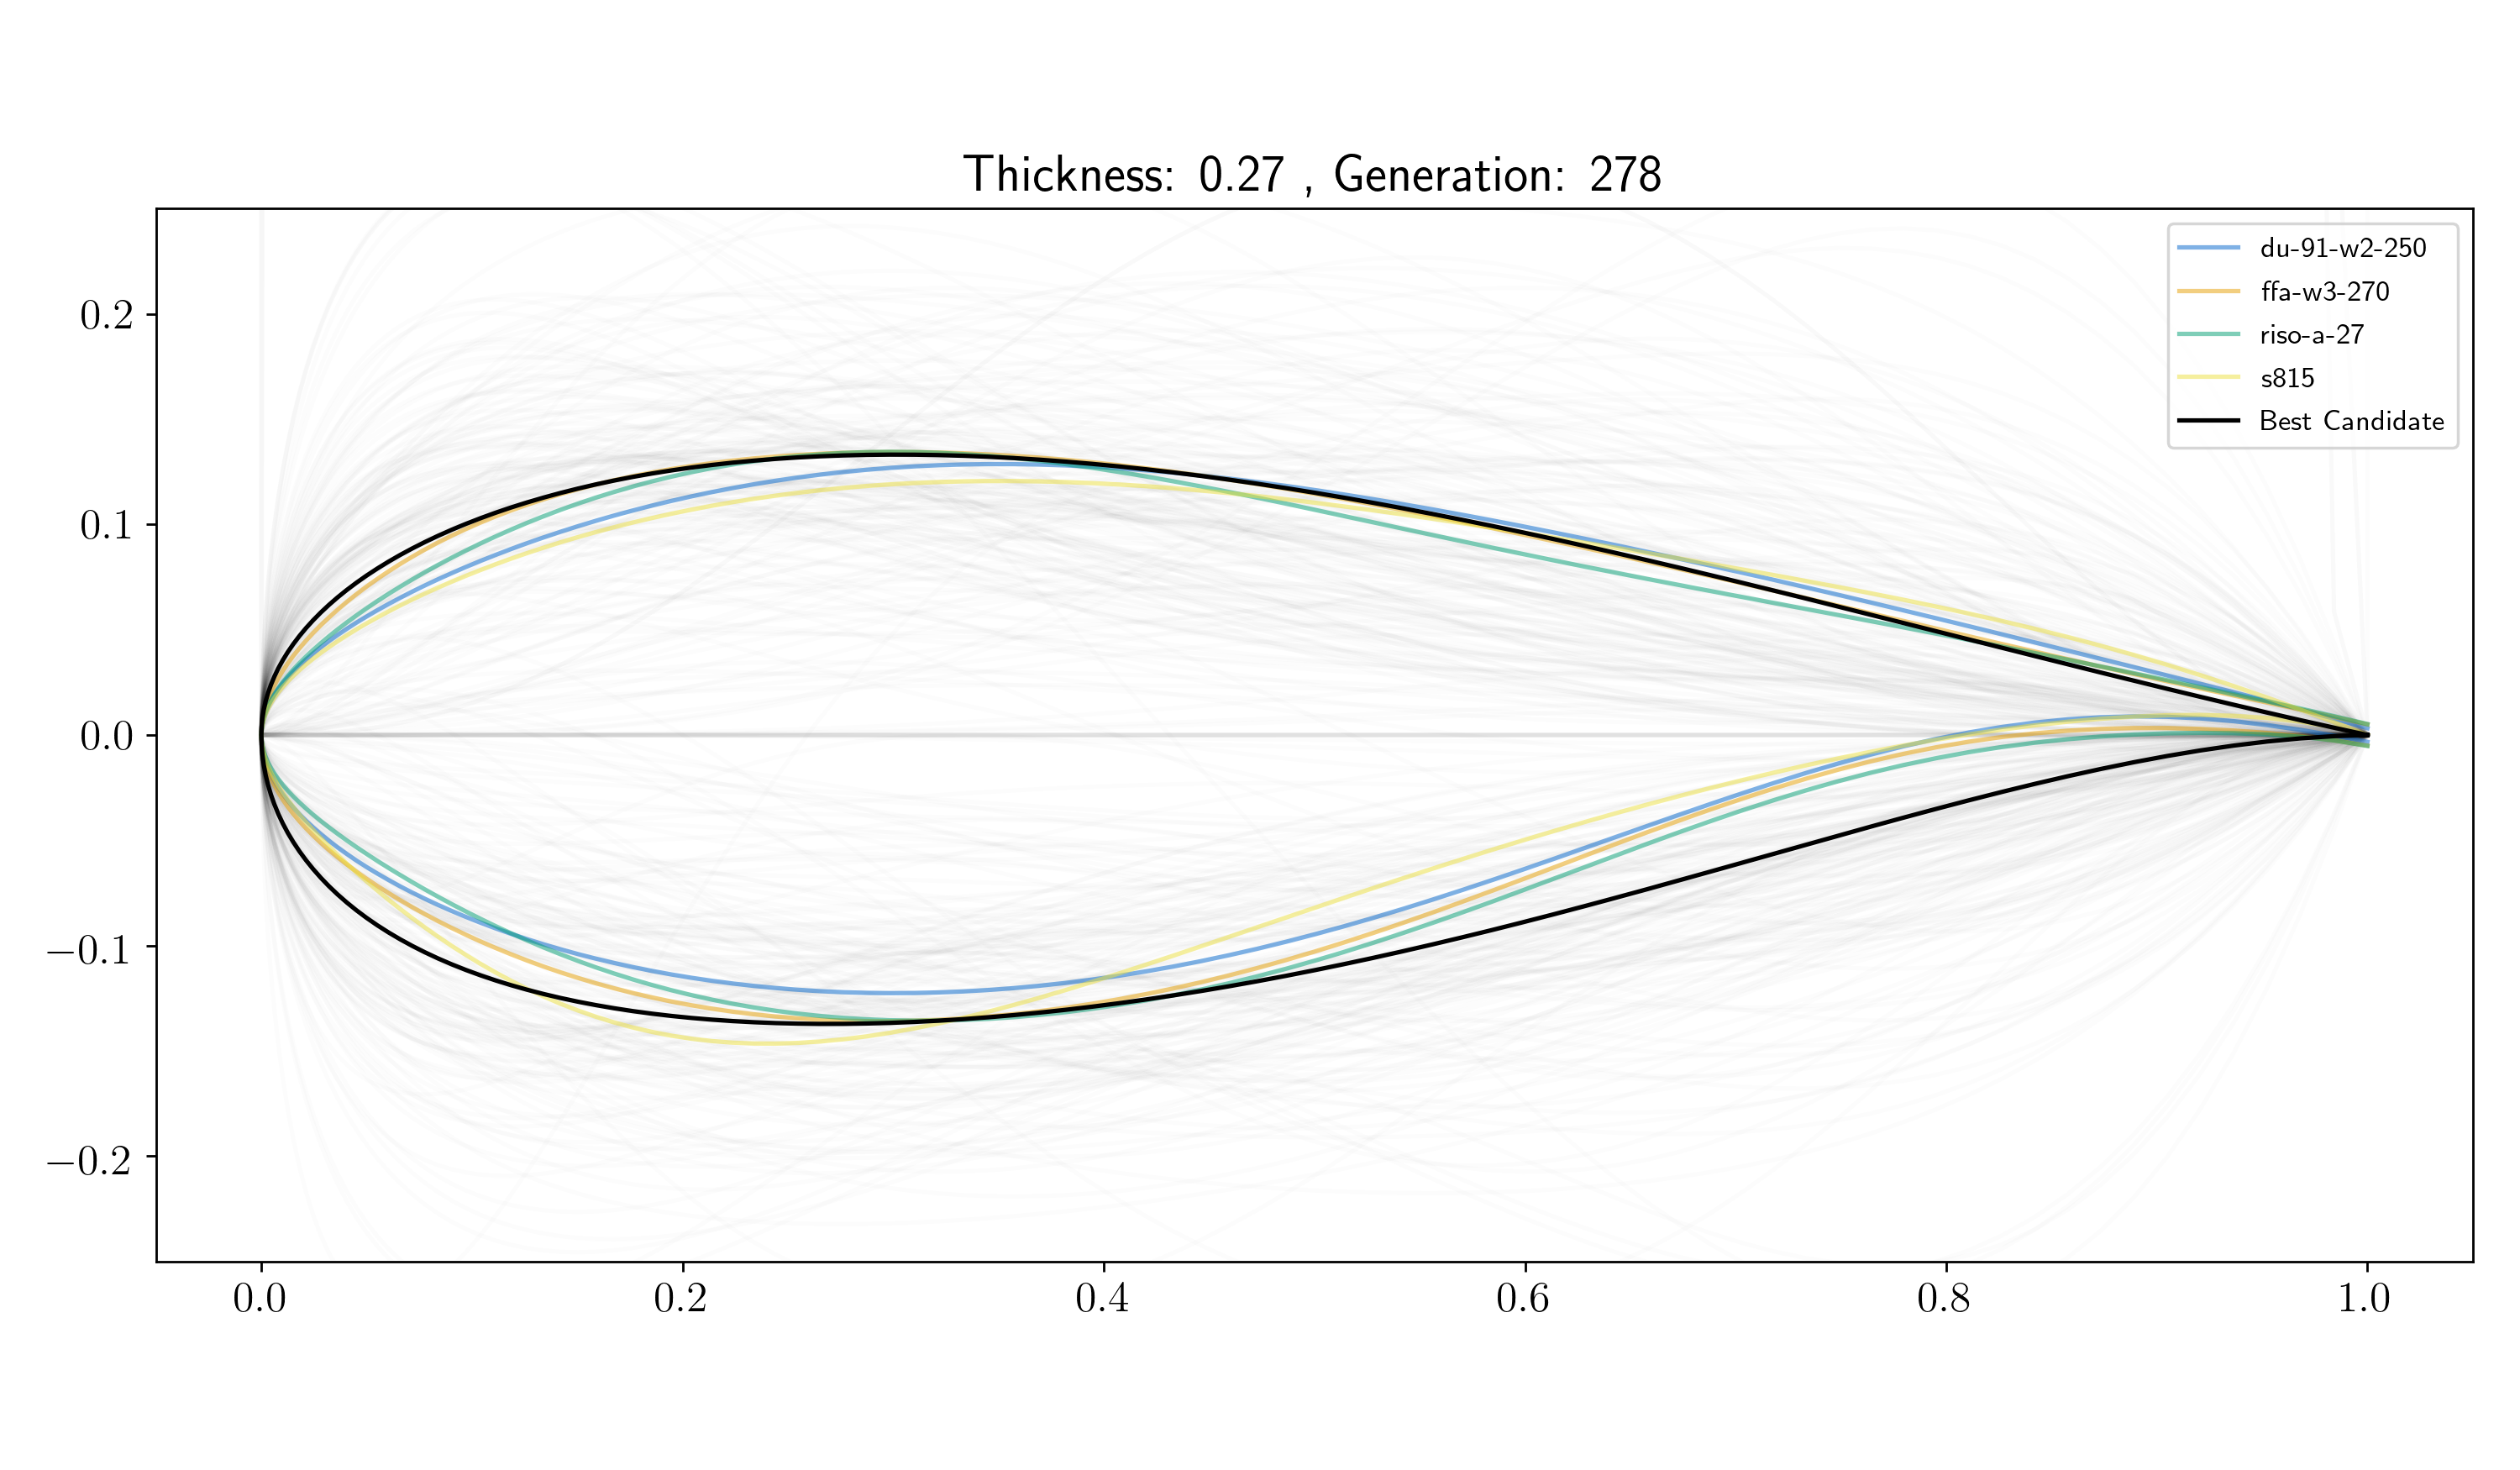 Thickness: 0.27 , Generation: 278
du-91-w2-250
ffa-w3-270
riso-a-27
s815
Best Candidate
0.2
0.1
0.0
−0.1
−0.2
0.0 0.2 0.4 0.6 0.8 1.0